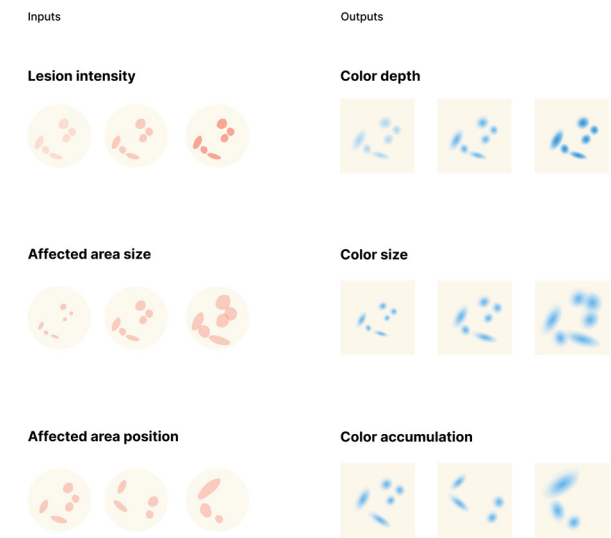 Inputs
Outputs
Lesion intensity
Color depth
Affected area size
Color size
Affected area position
Color accumulation